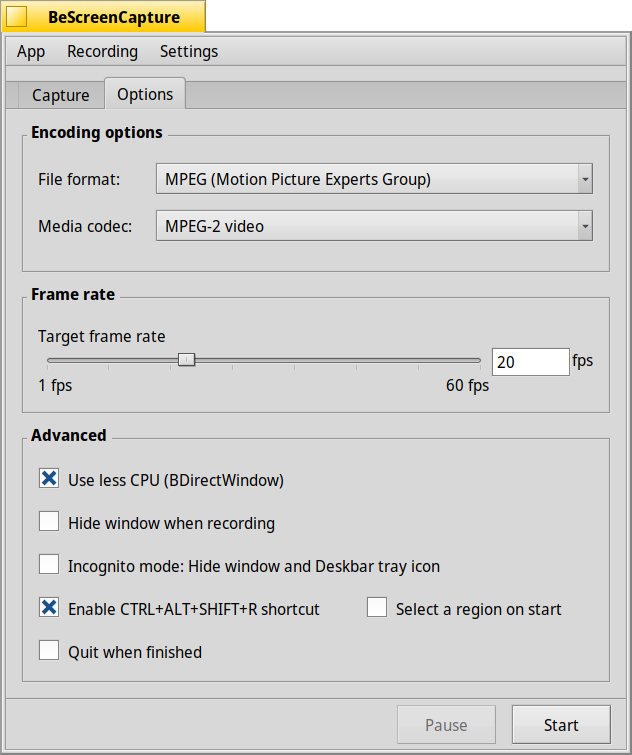 BeScreenCapture
App Recording Settings
Capture Options
Encoding options
File format: MPEG (Motion Picture Experts Group)
Media codec: MPEG-2 video
Frame rate
Target frame rate
20 fps
1 fps 60 fps
Advanced
Use less CPU (BDirectWindow)
Hide window when recording
Incognito mode: Hide window and Deskbar tray icon
Enable CTRL+ALT+SHIFT+R shortcut Select a region on start
Quit when finished
Pause Start